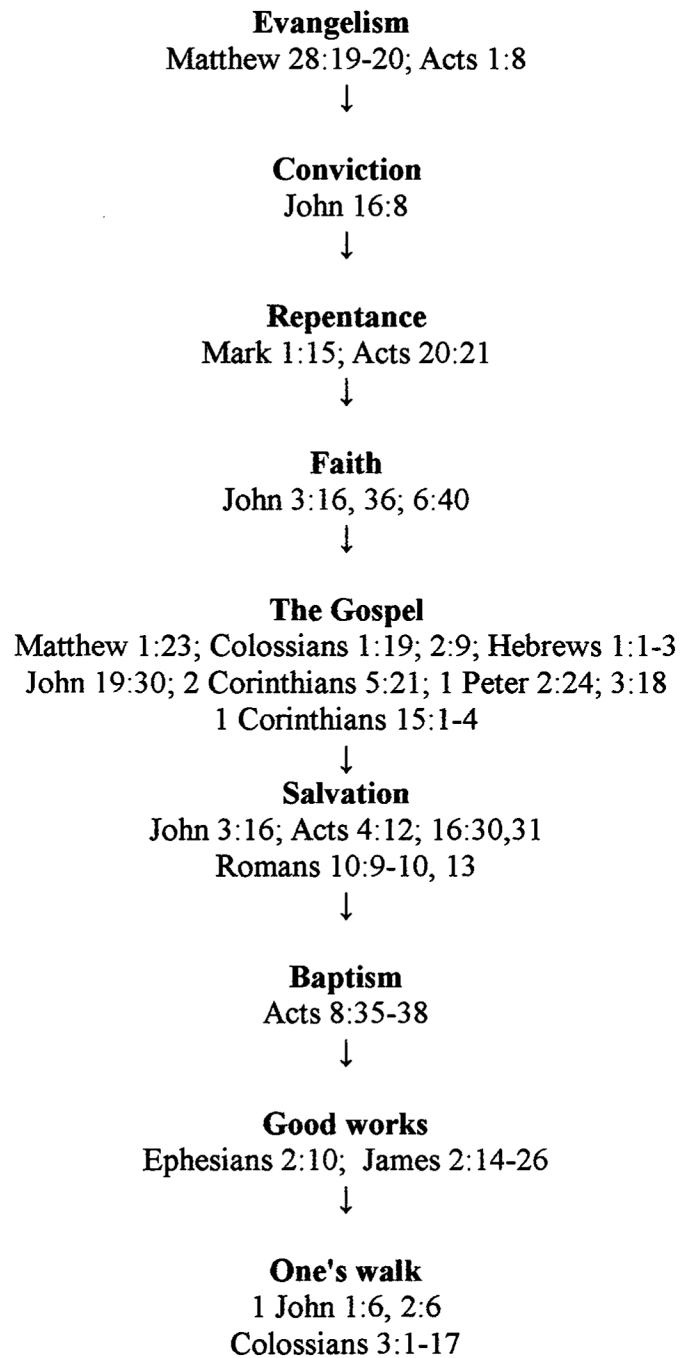 Evangelism
Matthew 28:19-20; Acts 1:8
↓
Conviction
John 16:8
↓
Repentance
Mark 1:15; Acts 20:21
↓
Faith
John 3:16, 36; 6:40
↓
The Gospel
Matthew 1:23; Colossians 1:19; 2:9; Hebrews 1:1-3
John 19:30; 2 Corinthians 5:21; 1 Peter 2:24; 3:18
1 Corinthians 15:1-4
↓
Salvation
John 3:16; Acts 4:12; 16:30,31
Romans 10:9-10, 13
↓
Baptism
Acts 8:35-38
↓
Good works
Ephesians 2:10;  James 2:14-26
↓
One's walk
1 John 1:6, 2:6
Colossians 3:1-17